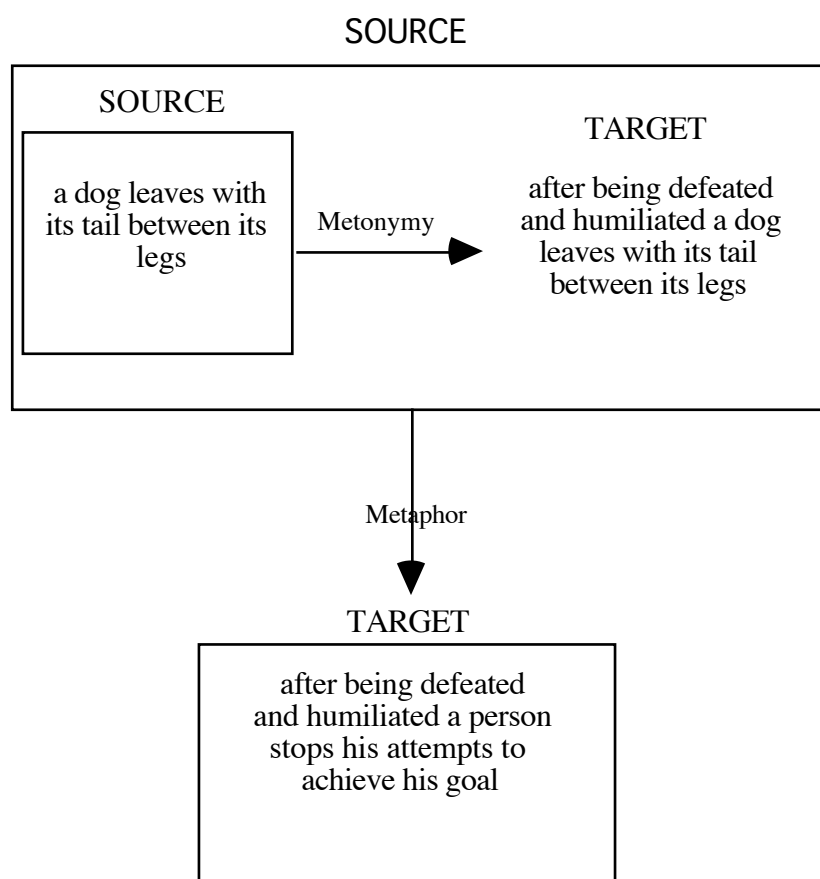 SOURCE
SOURCE
a dog leaves with
its tail between its
legs
Metonymy
TARGET
after being defeated
and humiliated a dog
leaves with its tail
between its legs
Metaphor
TARGET
after being defeated
and humiliated a person
stops his attempts to
achieve his goal